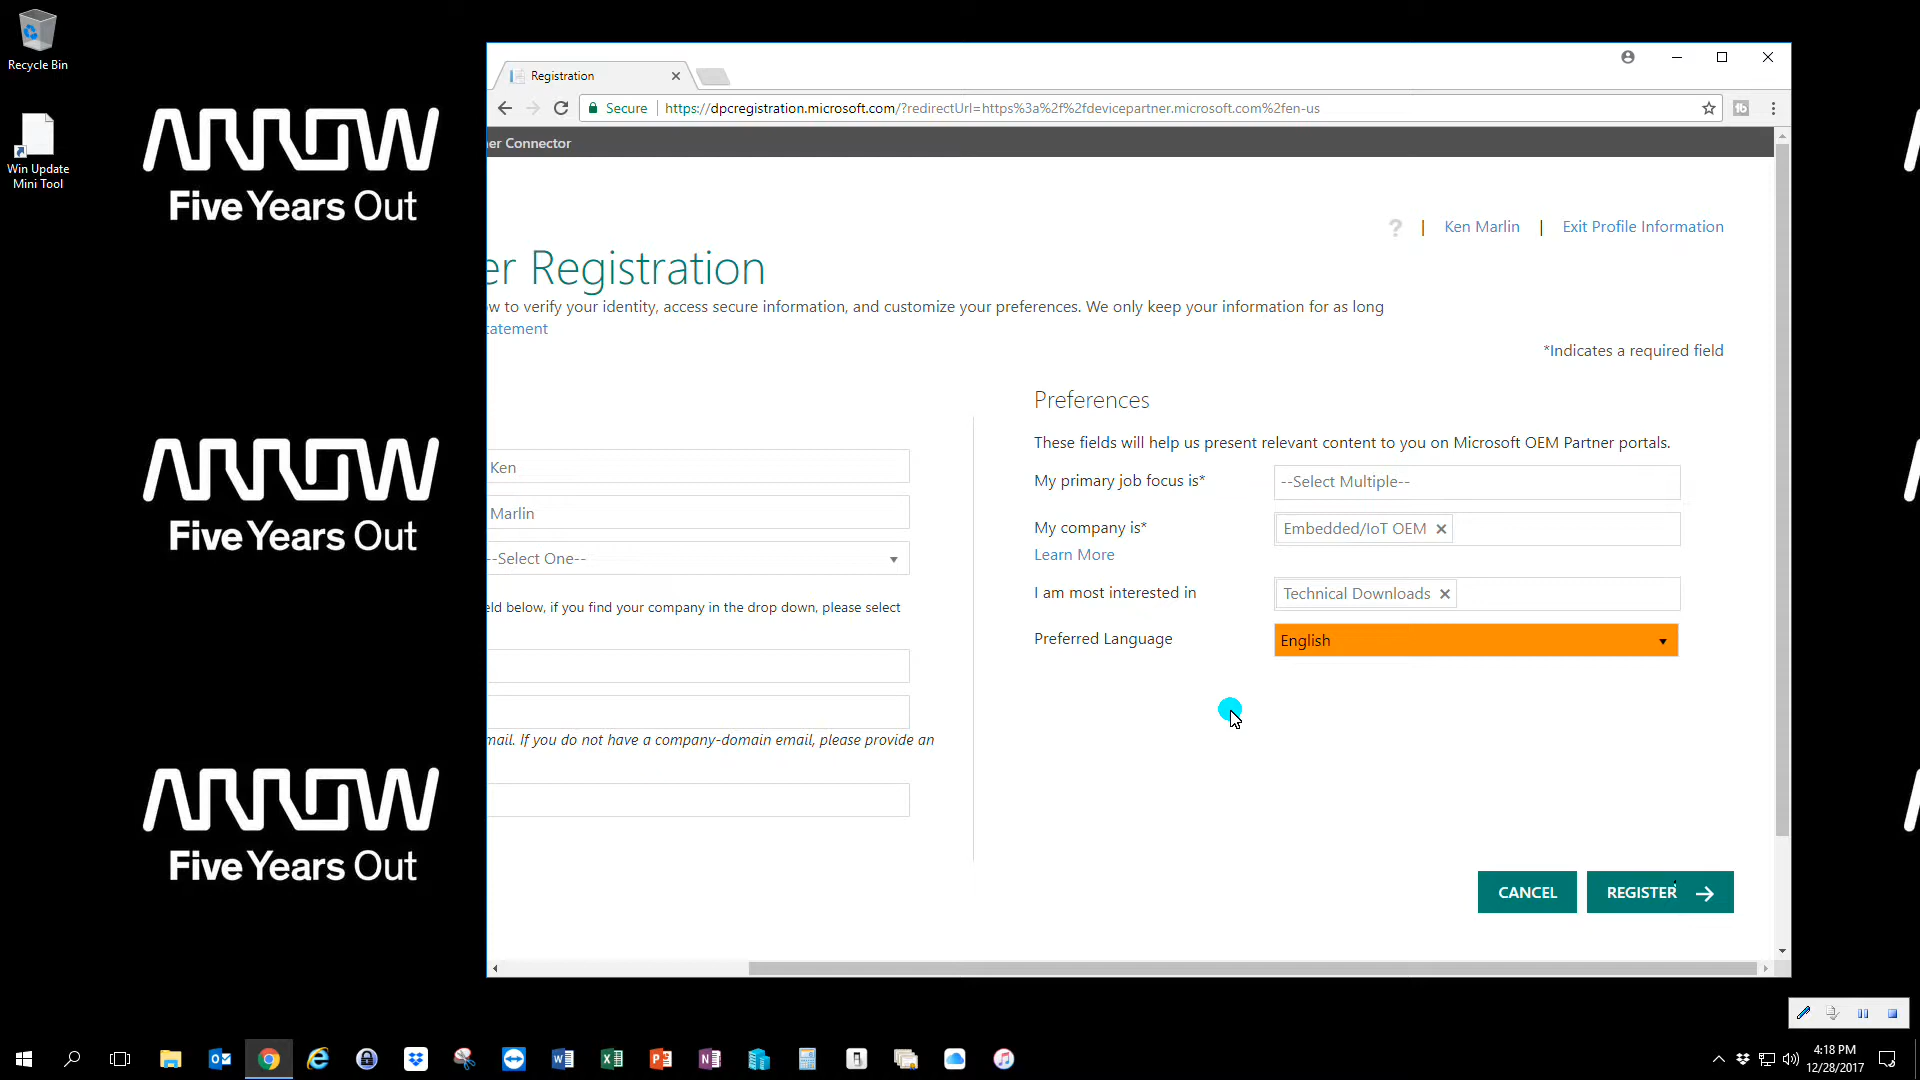 Recycle Bin
Win Update
Mini Tool
ARROW
Five Years Out
ARROW
Five Years Out
ARROW
Five Years Out
Registration
Secure
https://dpcregistration.microsoft.com/?redirectUrl=https%3a%2f%2fdevicepartner.microsoft.com%2fen-us
er Connector
? | Ken Marlin | Exit Profile Information
er Registration
w to verify your identity, access secure information, and customize your preferences. We only keep your information for as long
tatement
*Indicates a required field
Ken
Marlin
--Select One--
eld below, if you find your company in the drop down, please select
mail. If you do not have a company-domain email, please provide an
Preferences
These fields will help us present relevant content to you on Microsoft OEM Partner portals.
My primary job focus is*
--Select Multiple--
My company is*
Embedded/IoT OEM
Learn More
I am most interested in
Technical Downloads
Preferred Language
English
CANCEL
REGISTER
4:18 PM
12/28/2017